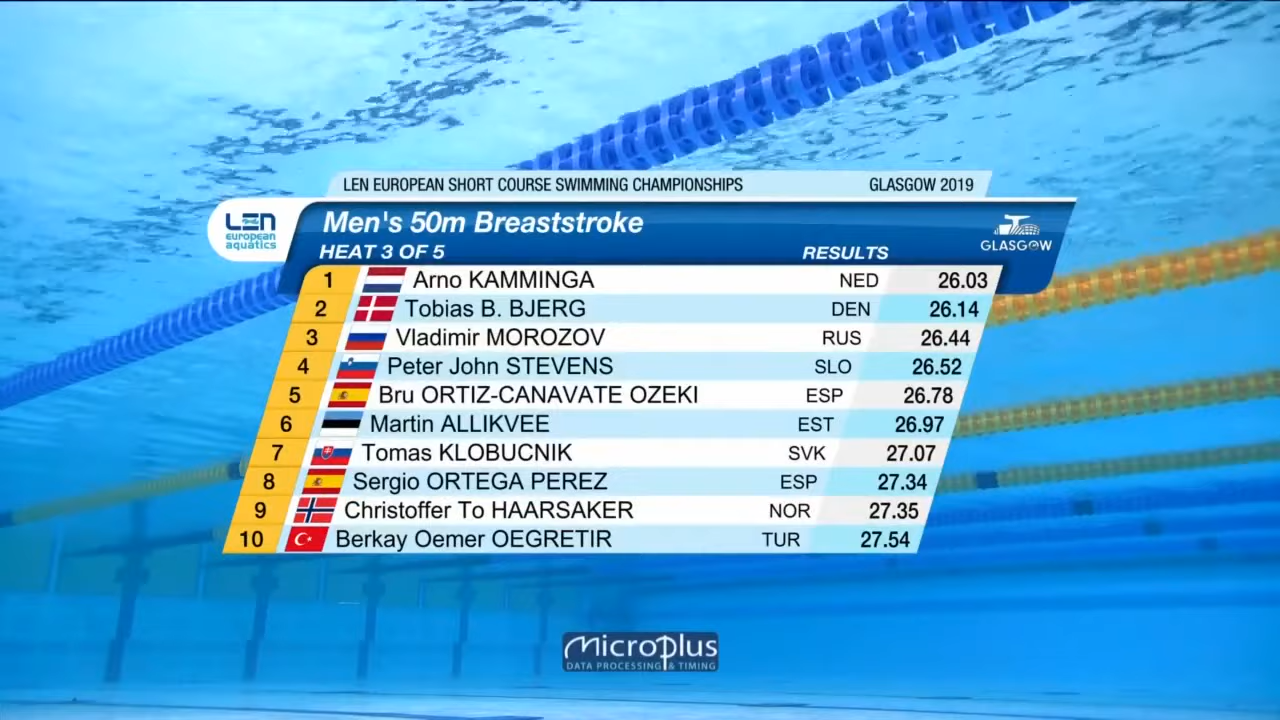 LEN EUROPEAN SHORT COURSE SWIMMING CHAMPIONSHIPS GLASGOW 2019
LEN
european
aquatics
Men's 50m Breaststroke
GLASGOW
HEAT 3 OF 5 RESULTS
1 Arno KAMMINGA NED 26.03
2 Tobias B. BJERG DEN 26.14
3 Vladimir MOROZOV RUS 26.44
4 Peter John STEVENS SLO 26.52
5 Bru ORTIZ-CANAVATE OZEKI ESP 26.78
6 Martin ALLIKVEE EST 26.97
7 Tomas KLOBUCNIK SVK 27.07
8 Sergio ORTEGA PEREZ ESP 27.34
9 Christoffer To HAARSAKER NOR 27.35
10 Berkay Oemer OEGRETIR TUR 27.54
Microplus
DATA PROCESSING & TIMING